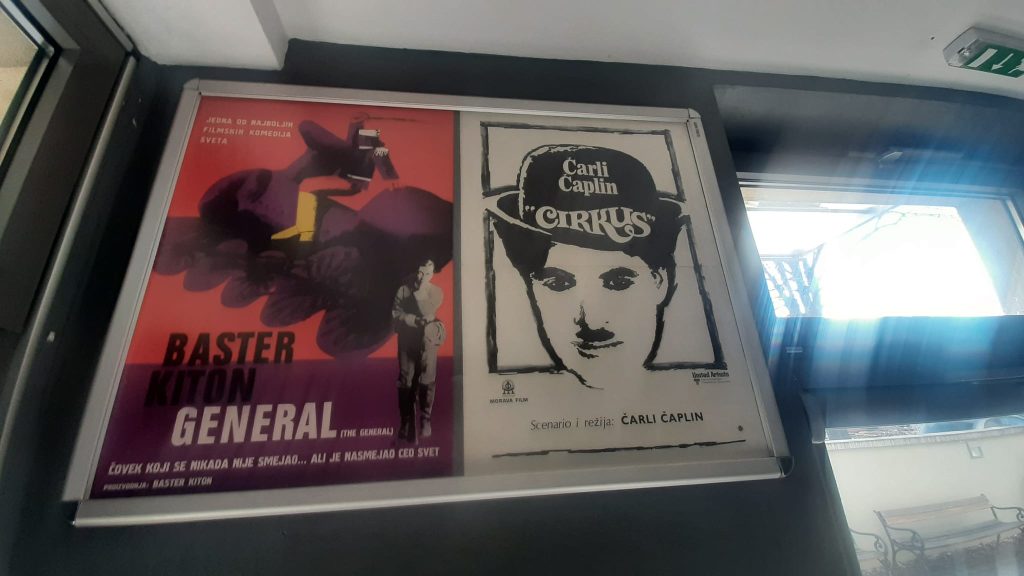 JEDNA OD NAJBOLJIH
FILMSKIH KOMEDIJA
SVETA
BASTER
KITON
GENERAL (THE GENERAL)
ČOVEK KOJI SE NIKADA NIJE SMEJAO... ALI JE NASMEJAO CEO SVET
PROIZVODNJA: BASTER KITON
Čarli
Čaplin
"CIRKUS"
MORAVA FILM
United Artists
Scenario i režija: ČARLI ČAPLIN